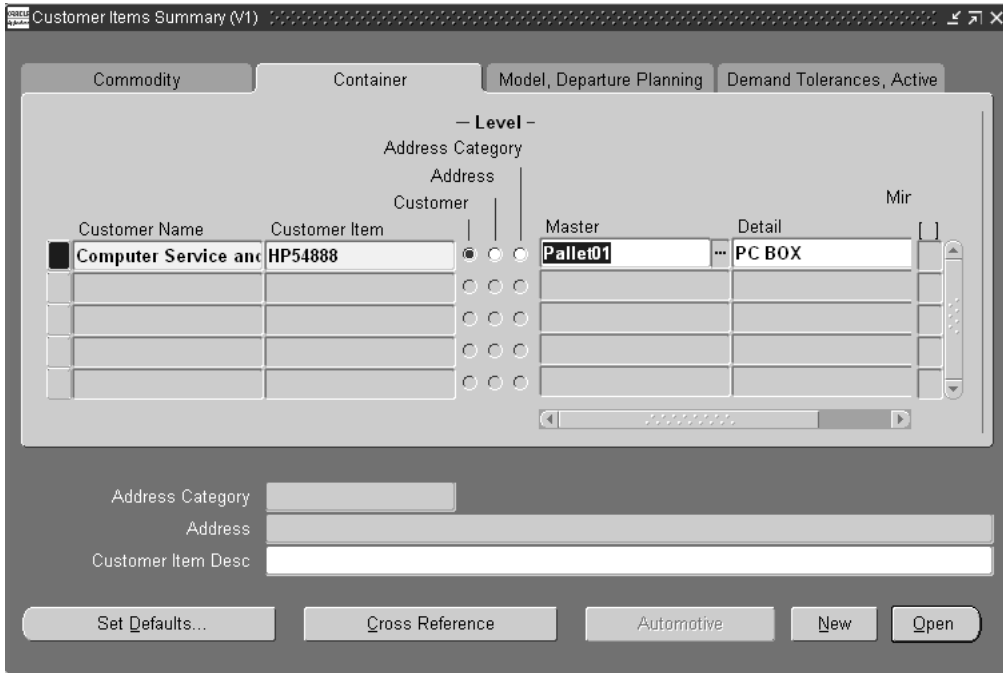 Customer Items Summary (V1)
Commodity Container Model, Departure Planning Demand Tolerances, Active
Level
Address Category
Address
Customer Mir
Customer Name Customer Item Master Detail [ ]
Computer Service and HP54888 Pallet01 ... PC BOX
Address Category
Address
Customer Item Desc
Set Defaults... Cross Reference Automotive New Open